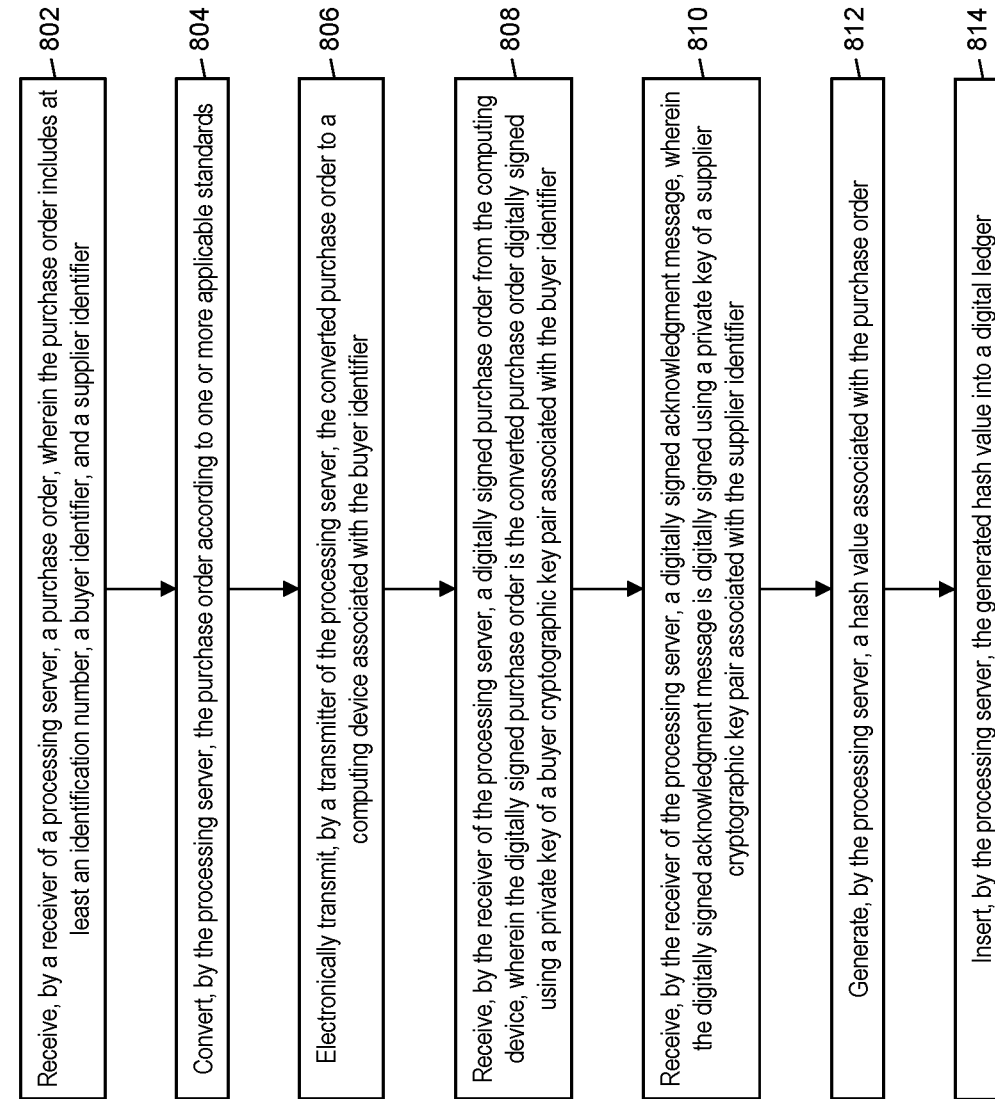 802
Receive, by a receiver of a processing server, a purchase order, wherein the purchase order includes at
least an identification number, a buyer identifier, and a supplier identifier
804
Convert, by the processing server, the purchase order according to one or more applicable standards
806
Electronically transmit, by a transmitter of the processing server, the converted purchase order to a
computing device associated with the buyer identifier
808
Receive, by the receiver of the processing server, a digitally signed purchase order from the computing
device, wherein the digitally signed purchase order is the converted purchase order digitally signed
using a private key of a buyer cryptographic key pair associated with the buyer identifier
810
Receive, by the receiver of the processing server, a digitally signed acknowledgment message, wherein
the digitally signed acknowledgment message is digitally signed using a private key of a supplier
cryptographic key pair associated with the supplier identifier
812
Generate, by the processing server, a hash value associated with the purchase order
814
Insert, by the processing server, the generated hash value into a digital ledger